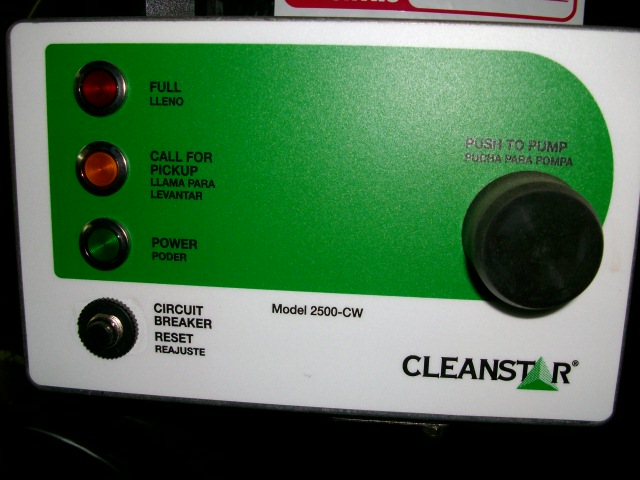 FULL
LLENO
CALL FOR
PICKUP
LLAMA PARA
LEVANTAR
PUSH TO PUMP
PUCHA PARA POMPA
POWER
PODER
CIRCUIT
BREAKER
RESET
REAJUSTE
Model 2500-CW
CLEANSTAR®